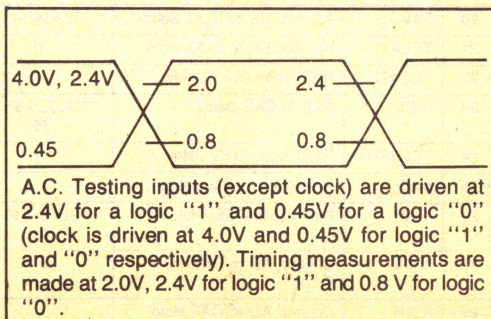 4.0V, 2.4V 2.0 2.4
0.45 0.8 0.8
A.C. Testing inputs (except clock) are driven at
2.4V for a logic "1" and 0.45V for a logic "0"
(clock is driven at 4.0V and 0.45V for logic "1"
and "0" respectively). Timing measurements are
made at 2.0V, 2.4V for logic "1" and 0.8 V for logic
"0".